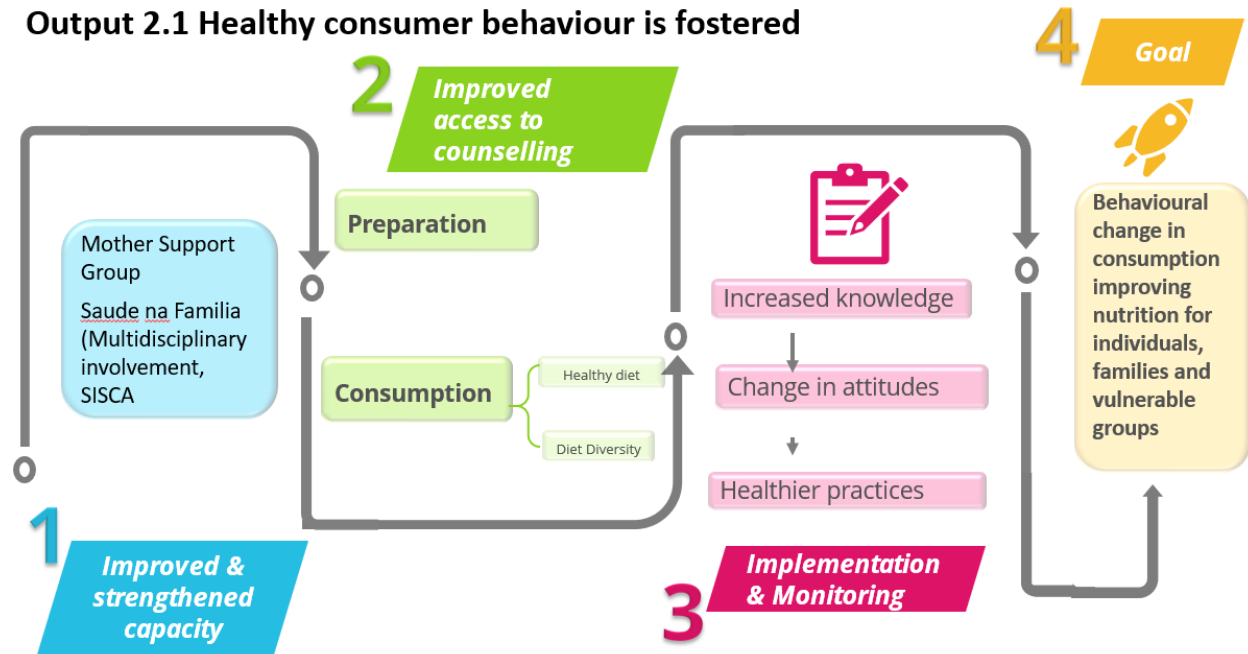 Output 2.1 Healthy consumer behaviour is fostered
1
Improved &
strengthened
capacity
Mother Support
Group
Saude na Familia
(Multidisciplinary
involvement,
SISCA
2
Improved
access to
counselling
Preparation
Consumption
Healthy diet
Diet Diversity
3
Implementation
& Monitoring
Increased knowledge
Change in attitudes
Healthier practices
4
Goal
Behavioural
change in
consumption
improving
nutrition for
individuals,
families and
vulnerable
groups